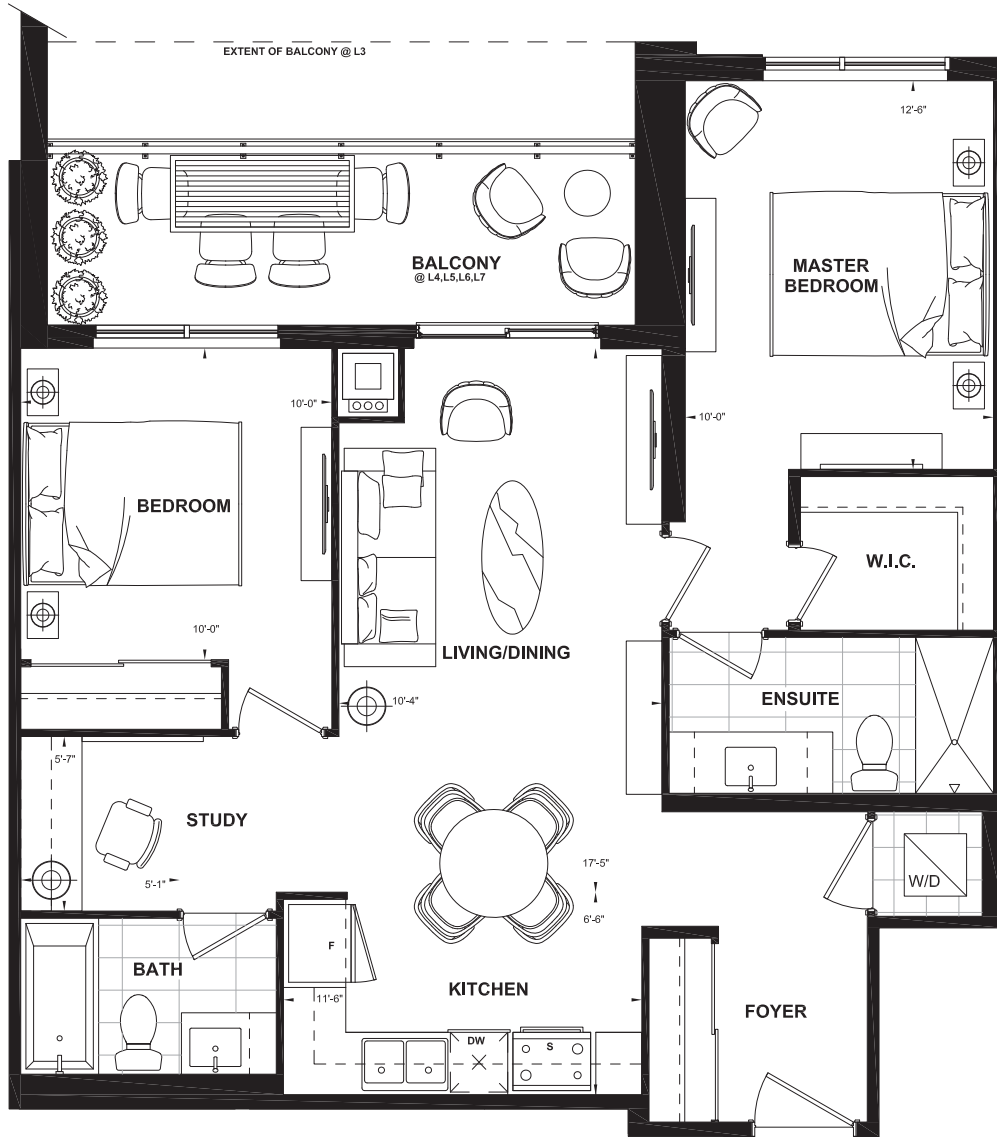 EXTENT OF BALCONY @ L3
12'-6"
BALCONY
@ L4,L5,L6,L7
MASTER
BEDROOM
10'-0"
10'-0"
BEDROOM
W.I.C.
10'-0"
LIVING/DINING
10'-4"
ENSUITE
5'-7"
STUDY
5'-1"
17'-5"
6'-6"
W/D
F
BATH
11'-6"
KITCHEN
FOYER
DW
S